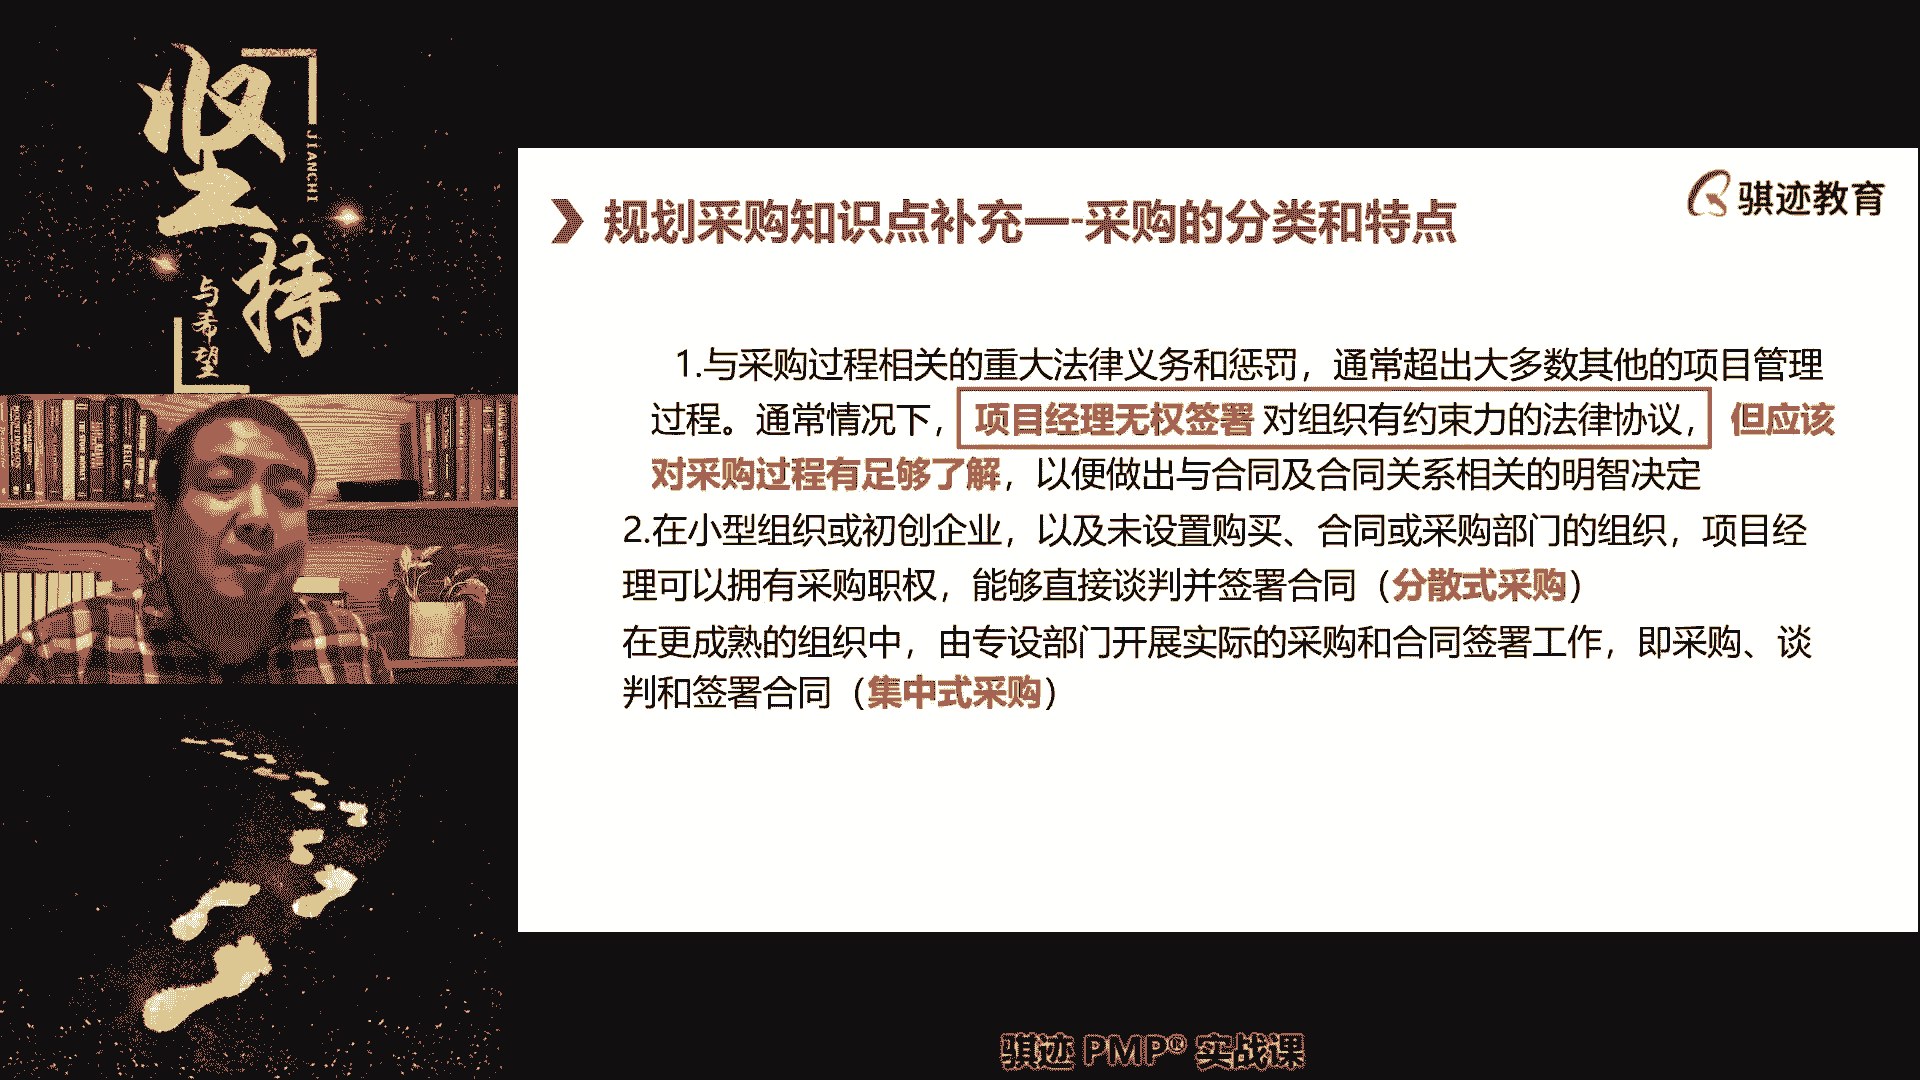 坚持
JIANCHI
与希望
骐迹教育
规划采购知识点补充一-采购的分类和特点
1.与采购过程相关的重大法律义务和惩罚，通常超出大多数其他的项目管理
过程。通常情况下，项目经理无权签署 对组织有约束力的法律协议，但应该
对采购过程有足够了解，以便做出与合同及合同关系相关的明智决定
2.在小型组织或初创企业，以及未设置购买、合同或采购部门的组织，项目经
理可以拥有采购职权，能够直接谈判并签署合同（分散式采购）
在更成熟的组织中，由专设部门开展实际的采购和合同签署工作，即采购、谈
判和签署合同（集中式采购）
骐迹 PMP® 实战课